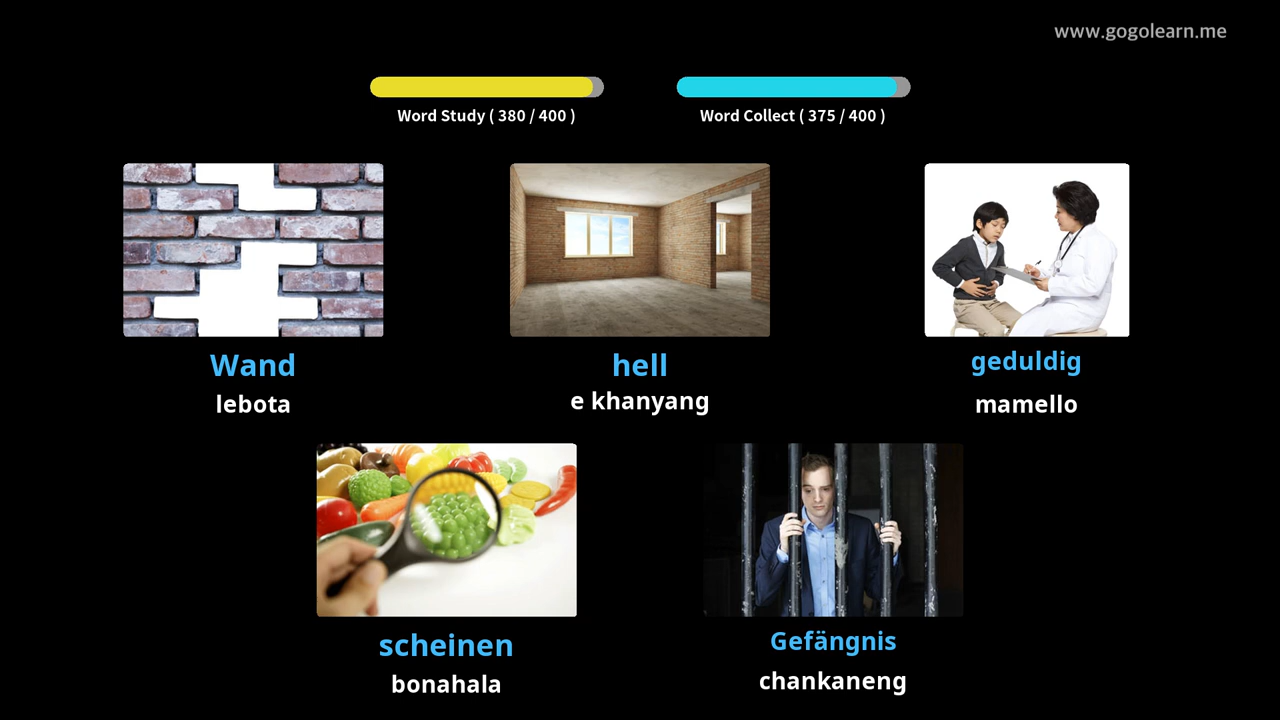 www.gogolearn.me
Word Study ( 380 / 400 )
Word Collect ( 375 / 400 )
Wand
lebota
hell
e khanyang
geduldig
mamello
scheinen
bonahala
Gefängnis
chankaneng